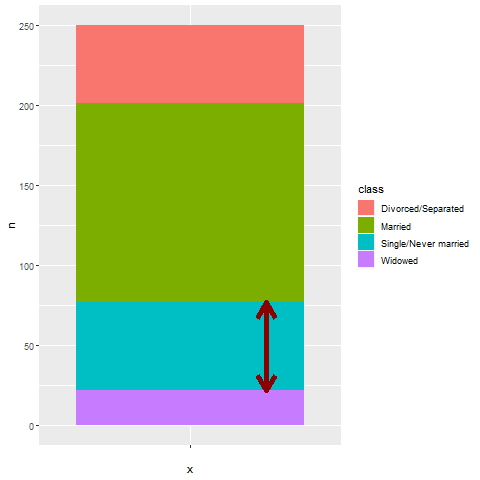 250
200
150
100
50
0
n
x
class
Divorced/Separated
Married
Single/Never married
Widowed